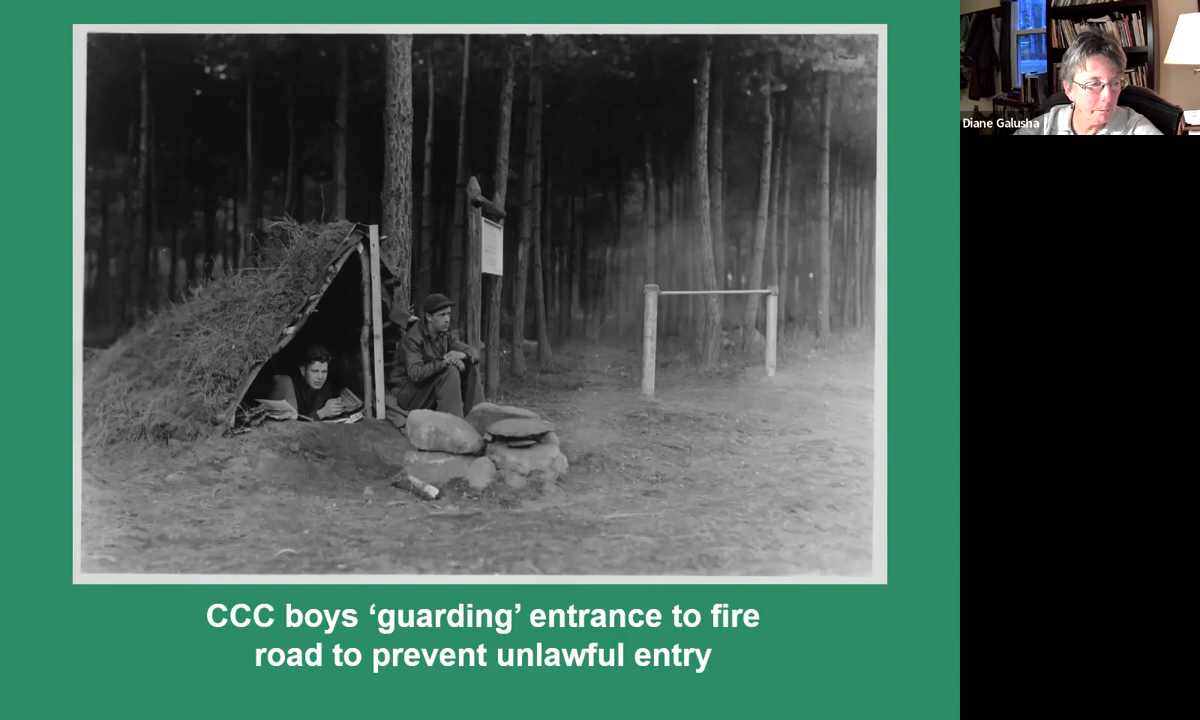 CCC boys ‘guarding’ entrance to fire
road to prevent unlawful entry
Diane Galusha